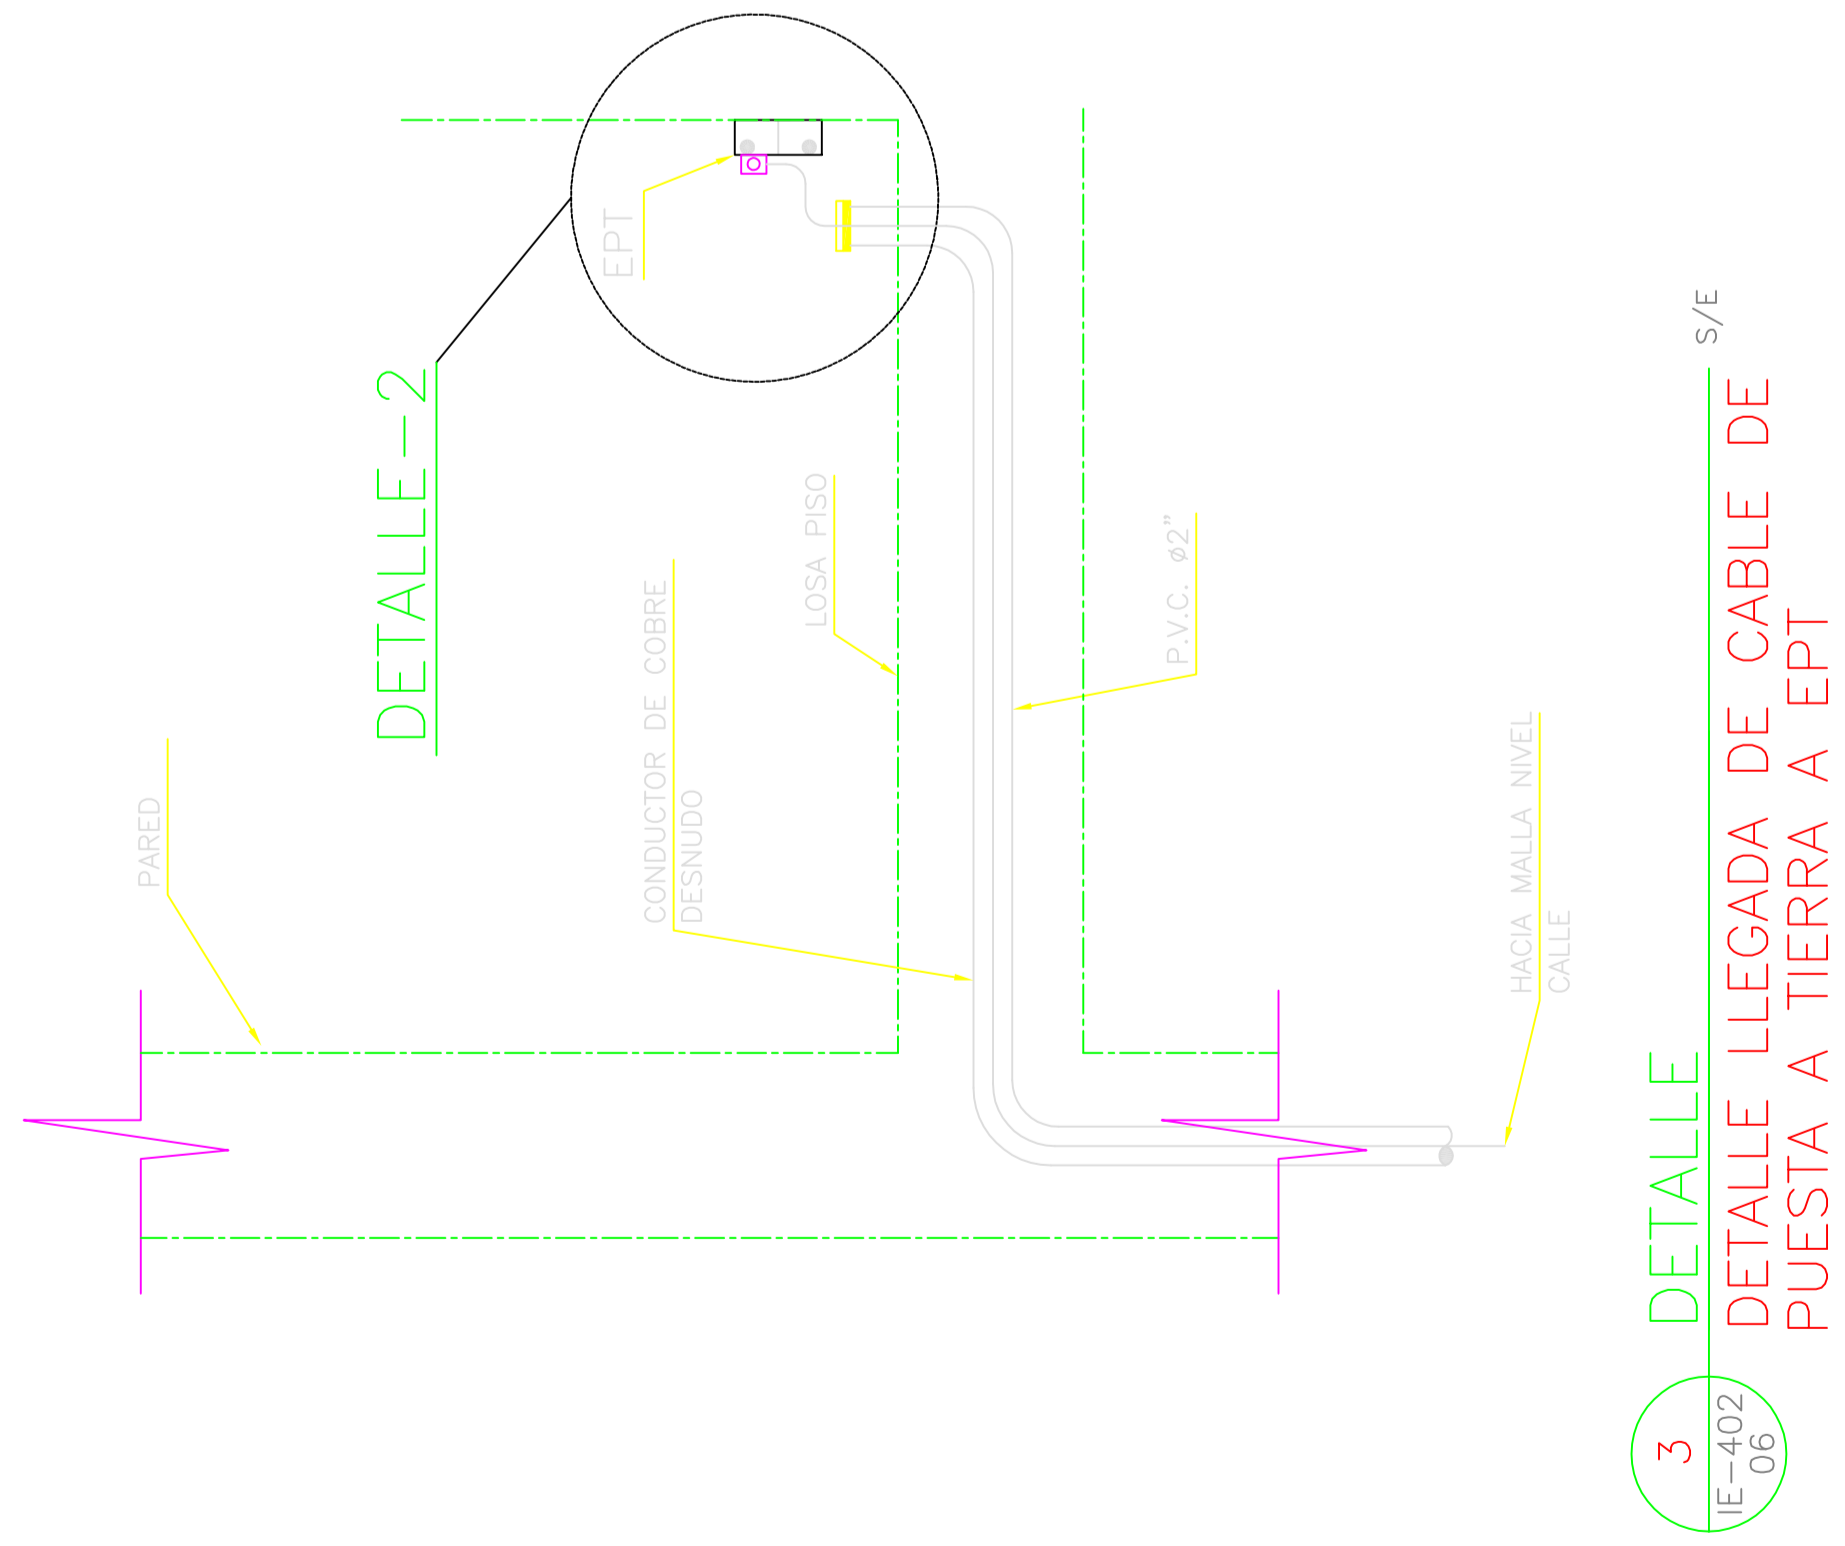 PARED
DETALLE-2
EPT
CONDUCTOR DE COBRE
DESNUDO
LOSA PISO
P.V.C. ø2"
HACIA MALLA NIVEL
CALLE
3
IE-402
06
DETALLE
S/E
DETALLE LLEGADA DE CABLE DE
PUESTA A TIERRA A EPT